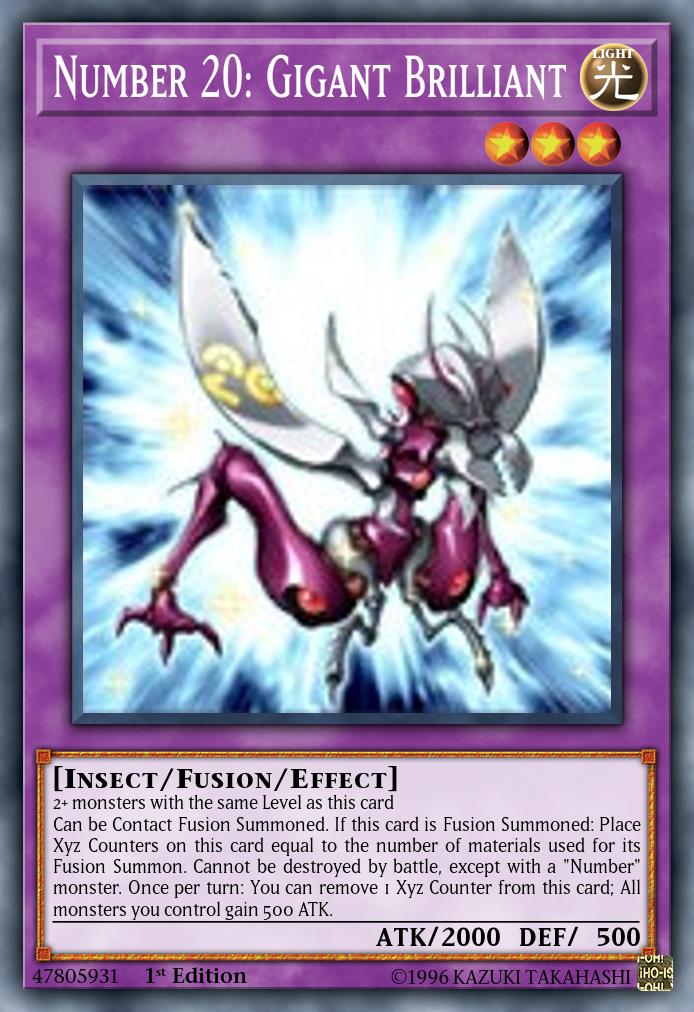 NUMBER 20: GIGANT BRILLIANT
LIGHT
光
20
[INSECT/FUSION/EFFECT]
2+ monsters with the same Level as this card
Can be Contact Fusion Summoned. If this card is Fusion Summoned: Place
Xyz Counters on this card equal to the number of materials used for its
Fusion Summon. Cannot be destroyed by battle, except with a "Number"
monster. Once per turn: You can remove 1 Xyz Counter from this card; All
monsters you control gain 500 ATK.
ATK/2000 DEF/ 500
47805931 1st Edition ©1996 KAZUKI TAKAHASHI